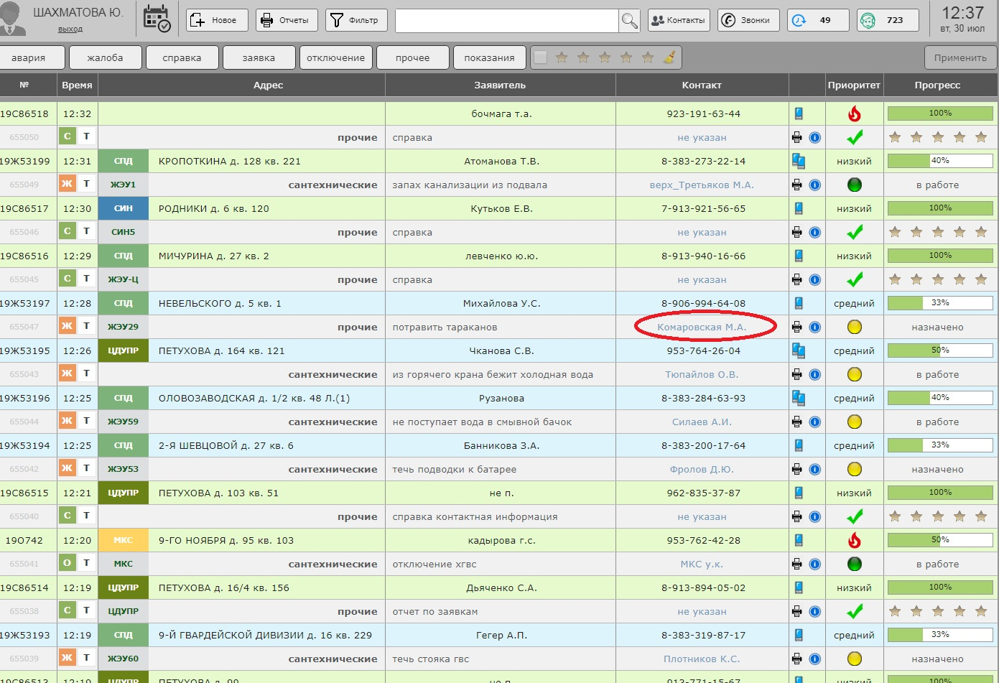 ШАХМАТОВА Ю.
выход
Новое
Отчеты
Фильтр
Контакты
Звонки
49
723
12:37
вт, 30 июл
авария
жалоба
справка
заявка
отключение
прочее
показания
Применить
№ Время Адрес Заявитель Контакт Приоритет Прогресс
19С86518 12:32 бочмага т.а. 923-191-63-44 100%
655050 С Т прочие справка не указан
19Ж53199 12:31 СПД КРОПОТКИНА д. 128 кв. 221 Атоманова Т.В. 8-383-273-22-14 низкий 40%
655049 Ж Т ЖЭУ1 сантехнические запах канализации из подвала верх_Третьяков М.А. в работе
19С86517 12:30 СИН РОДНИКИ д. 6 кв. 120 Кутьков Е.В. 7-913-921-56-65 низкий 100%
655046 С Т СИН5 прочие справка не указан
19С86516 12:29 СПД МИЧУРИНА д. 27 кв. 2 левченко ю.ю. 8-913-940-16-66 низкий 100%
655045 С Т ЖЭУ-Ц прочие справка не указан
19Ж53197 12:28 СПД НЕВЕЛЬСКОГО д. 5 кв. 1 Михайлова У.С. 8-906-994-64-08 средний 33%
655047 Ж Т ЖЭУ29 прочие потравить тараканов Комаровская М.А. назначено
19Ж53195 12:26 ЦДУПР ПЕТУХОВА д. 164 кв. 121 Чканова С.В. 953-764-26-04 средний 50%
655043 Ж Т сантехнические из горячего крана бежит холодная вода Тюпайлов О.В. в работе
19Ж53196 12:25 СПД ОЛОВОЗАВОДСКАЯ д. 1/2 кв. 48 Л.(1) Рузанова 8-383-284-63-93 средний 40%
655044 Ж Т ЖЭУ59 сантехнические не поступает вода в смывной бачок Силаев А.И. в работе
19Ж53194 12:25 СПД 2-Я ШЕВЦОВОЙ д. 27 кв. 6 Банникова З.А. 8-383-200-17-64 средний 33%
655042 Ж Т ЖЭУ53 сантехнические течь подводки к батарее Фролов Д.Ю. назначено
19С86515 12:21 ЦДУПР ПЕТУХОВА д. 103 кв. 51 не п. 962-835-37-87 низкий 100%
655040 С Т прочие справка контактная информация не указан
19О742 12:20 МКС 9-ГО НОЯБРЯ д. 95 кв. 103 кадырова г.с. 953-762-42-28 50%
655041 О Т МКС сантехнические отключение хгвс МКС у.к. в работе
19С86514 12:19 ЦДУПР ПЕТУХОВА д. 16/4 кв. 156 Дьяченко С.А. 8-913-894-05-02 низкий 100%
655038 С Т ЦДУПР прочие отчет по заявкам не указан
19Ж53193 12:19 СПД 9-Й ГВАРДЕЙСКОЙ ДИВИЗИИ д. 16 кв. 229 Гегер А.П. 8-383-319-87-17 средний 33%
655039 Ж Т ЖЭУ60 сантехнические течь стояка гвс Плотников К.С. назначено
19С86513 12:19 ЦДУПР ПЕТУХОВА д. 99 не п. 913-771-15-67 низкий 100%